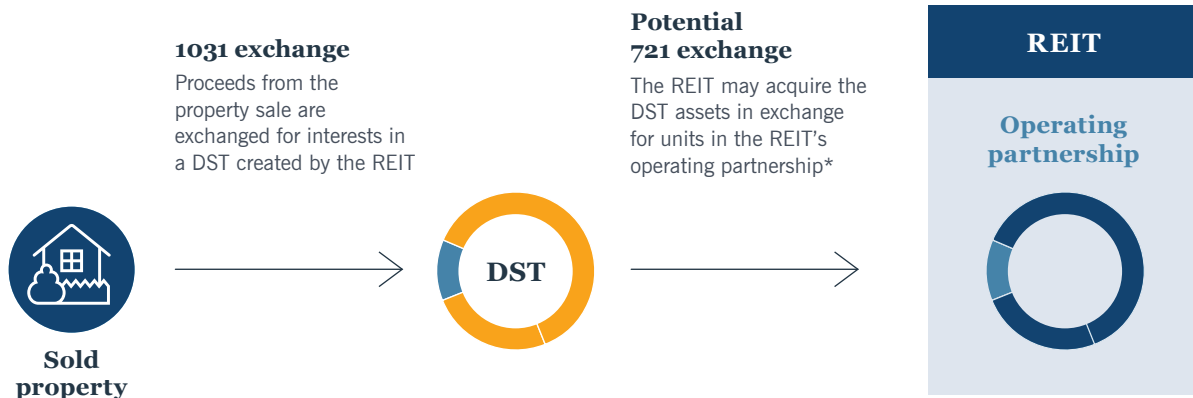 1031 exchange
Proceeds from the
property sale are
exchanged for interests in
a DST created by the REIT
Potential
721 exchange
The REIT may acquire the
DST assets in exchange
for units in the REIT’s
operating partnership*
REIT
Operating
partnership
DST
Sold
property